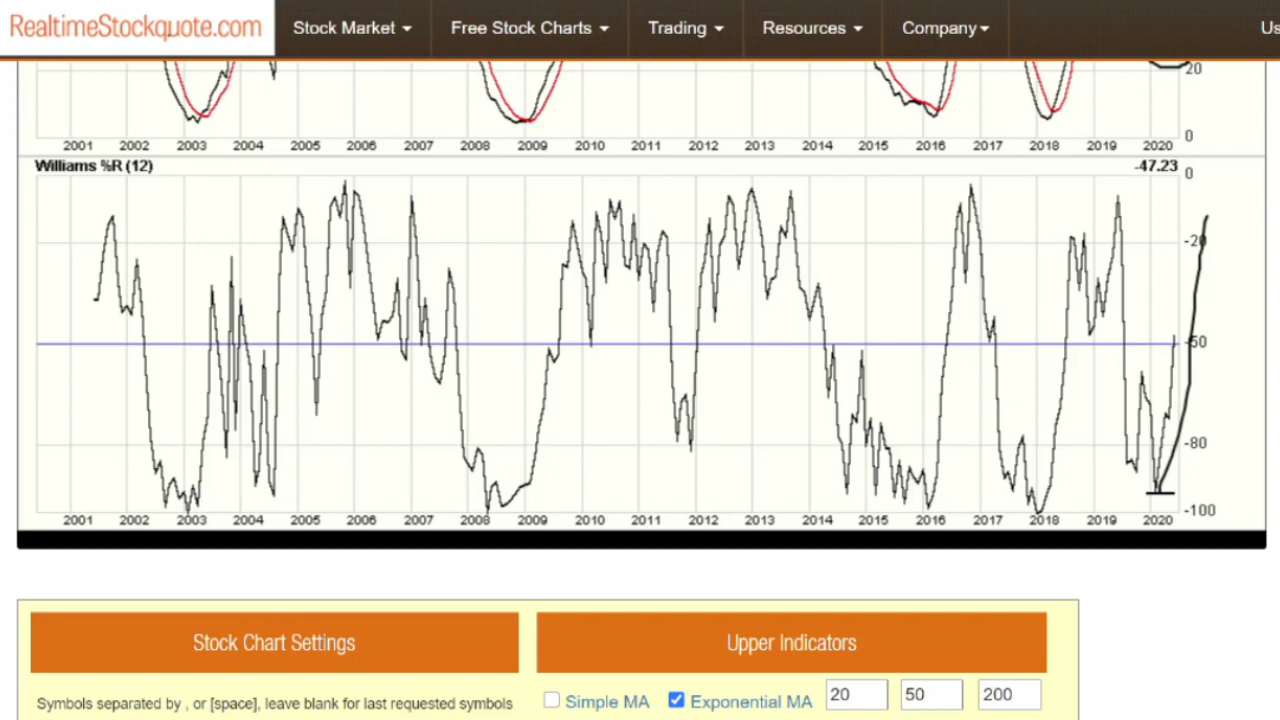 RealtimeStockquote.com Stock Market Free Stock Charts Trading Resources Company Us
20
0
2001 2002 2003 2004 2005 2006 2007 2008 2009 2010 2011 2012 2013 2014 2015 2016 2017 2018 2019 2020
Williams %R (12) -47.23
0
-20
-50
-80
-100
2001 2002 2003 2004 2005 2006 2007 2008 2009 2010 2011 2012 2013 2014 2015 2016 2017 2018 2019 2020
Stock Chart Settings Upper Indicators
Symbols separated by , or [space], leave blank for last requested symbols Simple MA Exponential MA 20 50 200